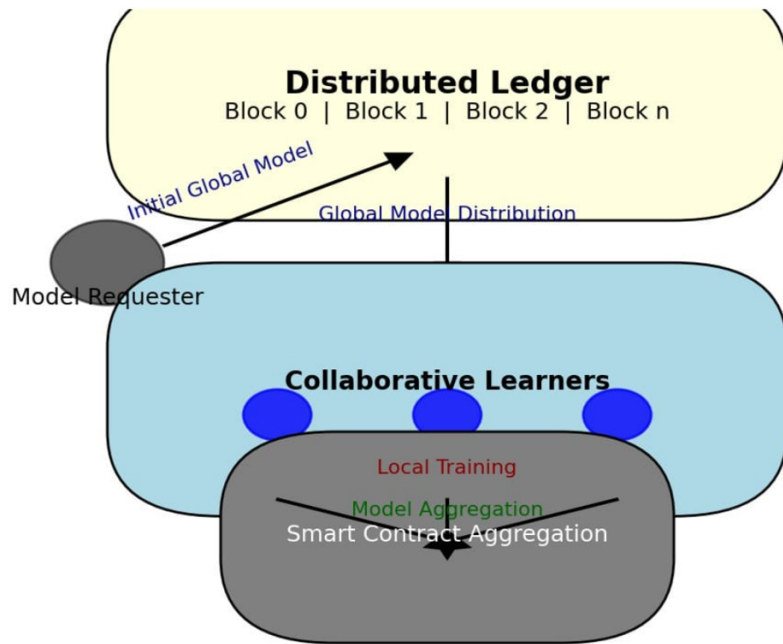 Distributed Ledger
Block 0 | Block 1 | Block 2 | Block n
Initial Global Model
Global Model Distribution
Model Requester
Collaborative Learners
Local Training
Model Aggregation
Smart Contract Aggregation